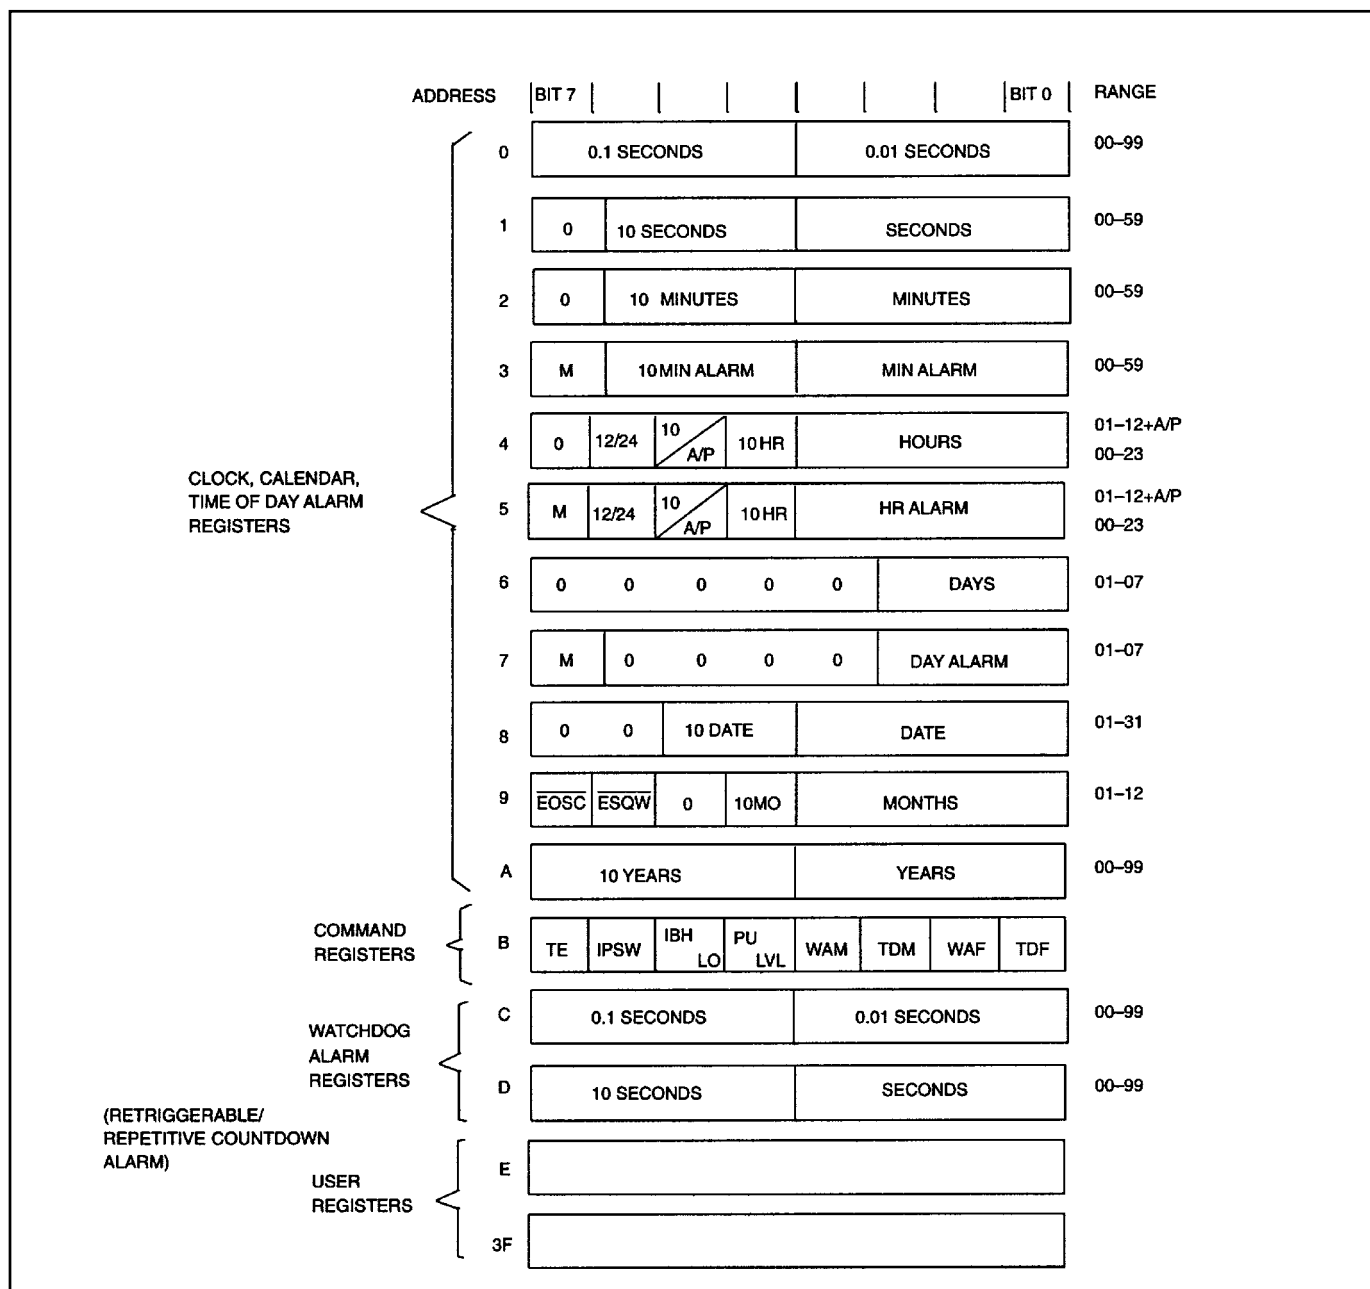 ADDRESS BIT 7 BIT 0 RANGE
0 0.1 SECONDS 0.01 SECONDS 00–99
1 0 10 SECONDS SECONDS 00–59
2 0 10 MINUTES MINUTES 00–59
3 M 10 MIN ALARM MIN ALARM 00–59
4 0 12/24 10 A/P 10 HR HOURS 01–12+A/P
00–23
CLOCK, CALENDAR,
TIME OF DAY ALARM
REGISTERS
5 M 12/24 10 A/P 10 HR HR ALARM 01–12+A/P
00–23
6 0 0 0 0 0 DAYS 01–07
7 M 0 0 0 0 DAY ALARM 01–07
8 0 0 10 DATE DATE 01–31
9 EOSC ESQW 0 10MO MONTHS 01–12
A 10 YEARS YEARS 00–99
COMMAND
REGISTERS
B TE IPSW IBH LO PU LVL WAM TDM WAF TDF
C 0.1 SECONDS 0.01 SECONDS 00–99
WATCHDOG
ALARM
REGISTERS
D 10 SECONDS SECONDS 00–99
(RETRIGGERABLE/
REPETITIVE COUNTDOWN
ALARM)
E
USER
REGISTERS
3F